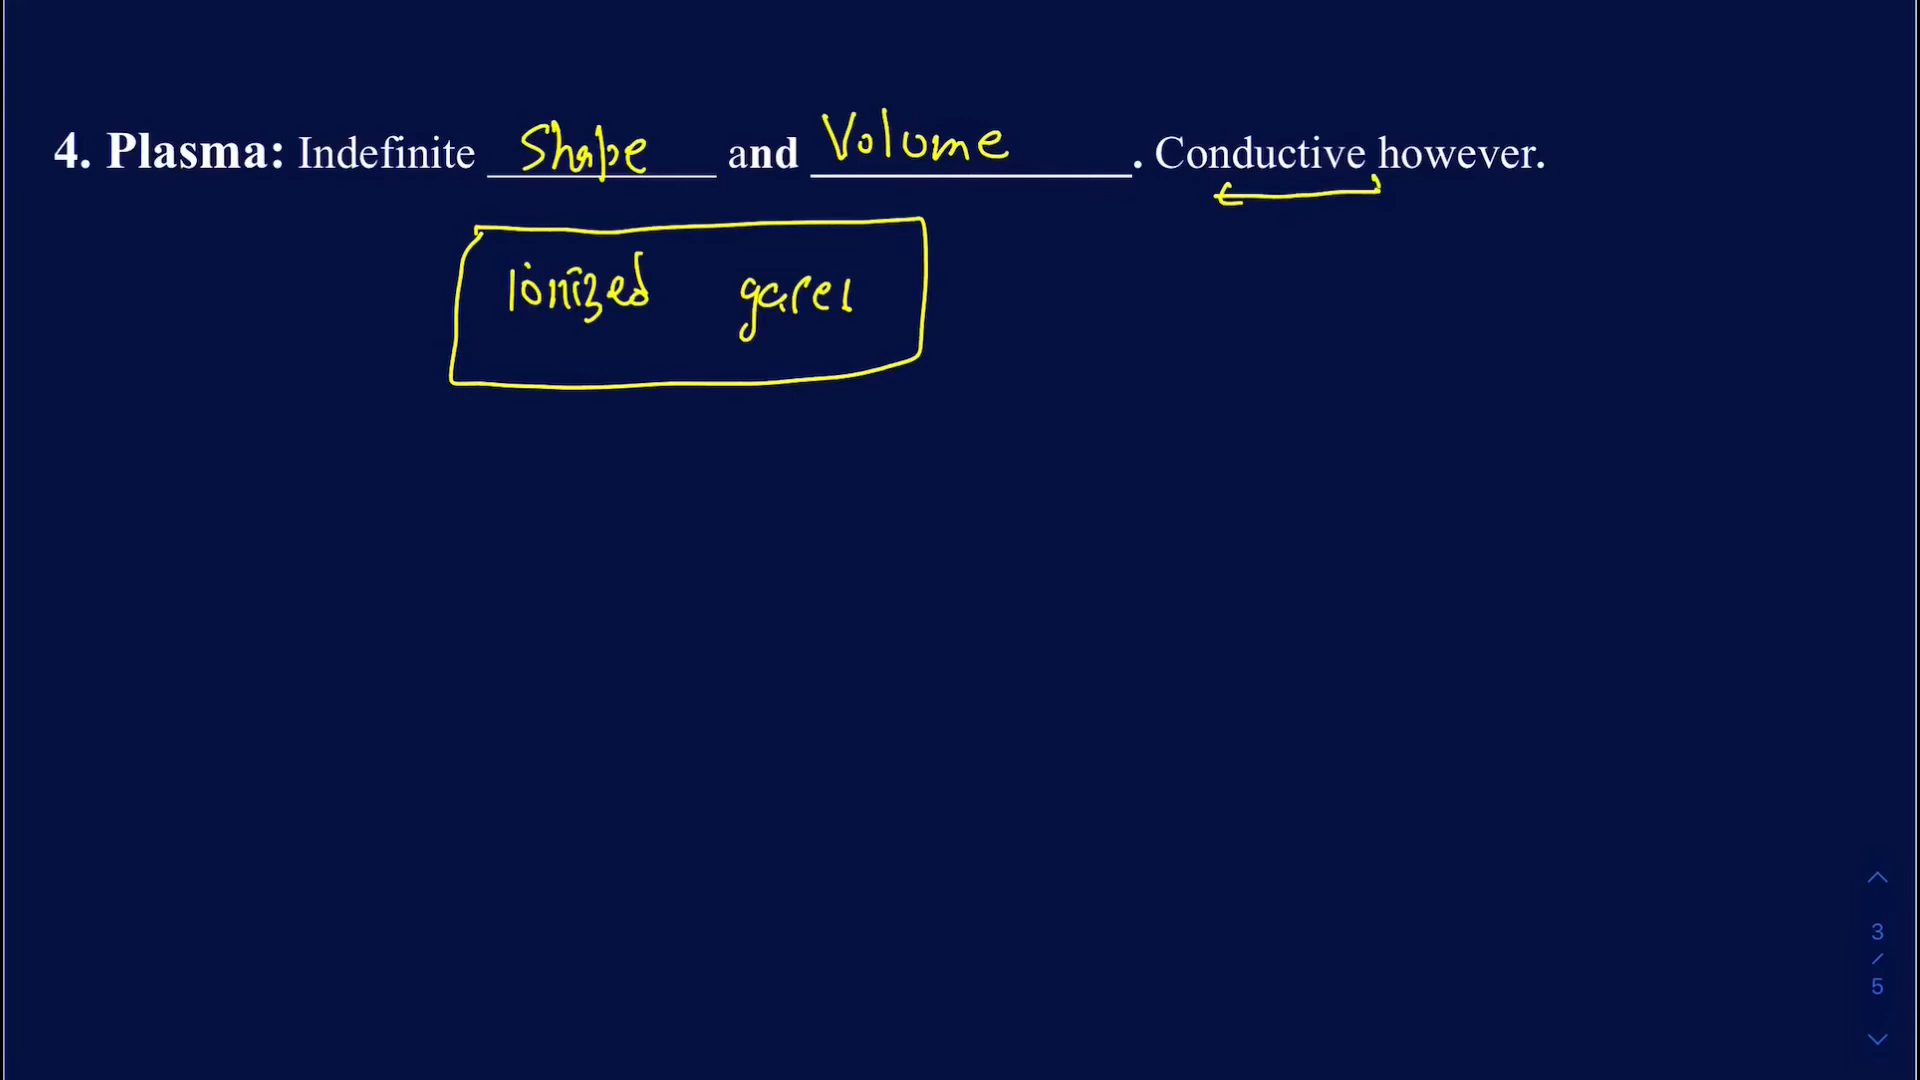 4. Plasma: Indefinite Shape and Volume. Conductive however.
ionized gases
3
/
5